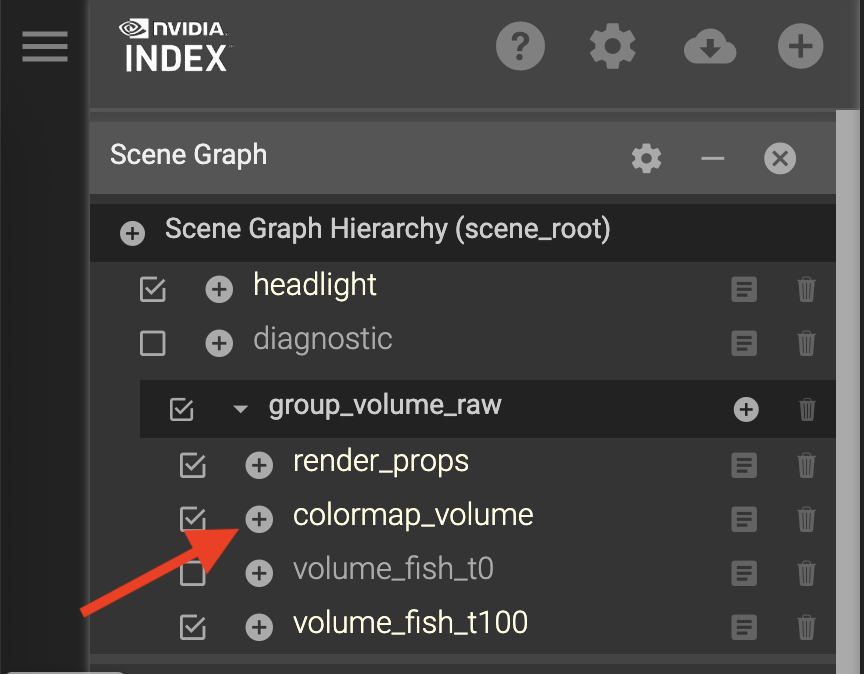 NVIDIA.
INDEX
Scene Graph
Scene Graph Hierarchy (scene_root)
headlight
diagnostic
group_volume_raw
render_props
colormap_volume
volume_fish_t0
volume_fish_t100